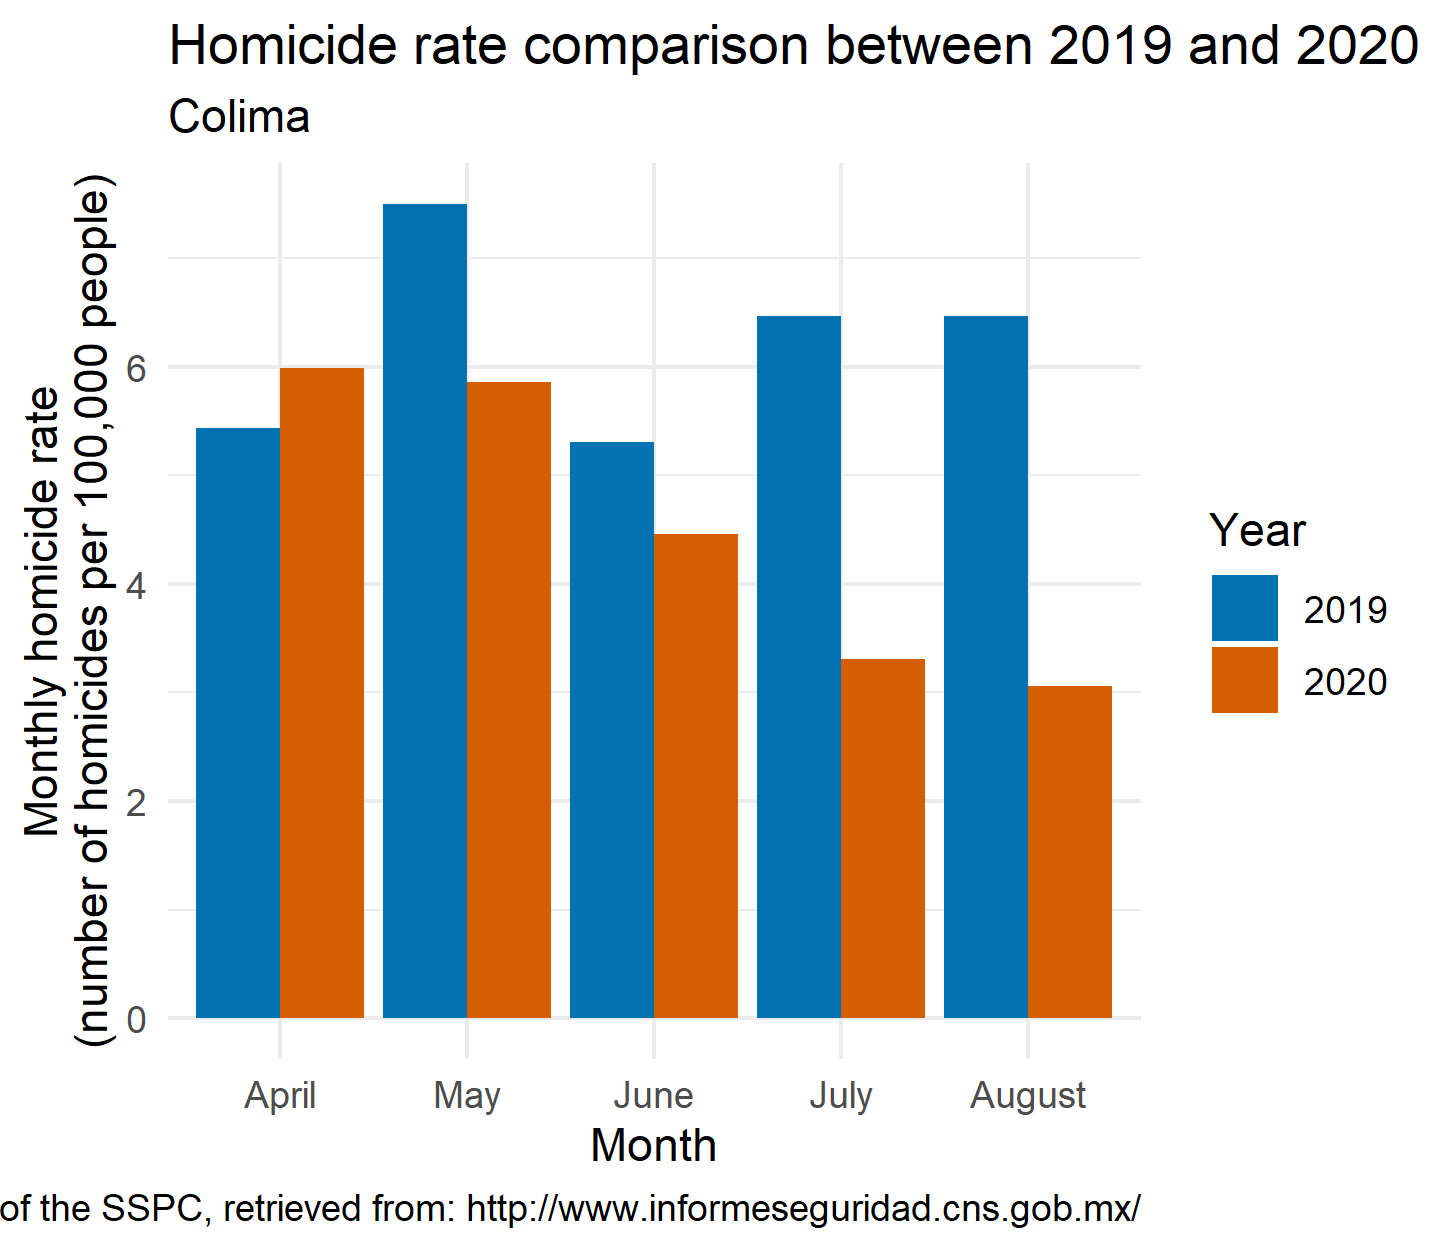 Homicide rate comparison between 2019 and 2020
Colima
Monthly homicide rate
(number of homicides per 100,000 people)
6
4
2
0
April May June July August
Month
Year
2019
2020
of the SSPC, retrieved from: http://www.informeseguridad.cns.gob.mx/